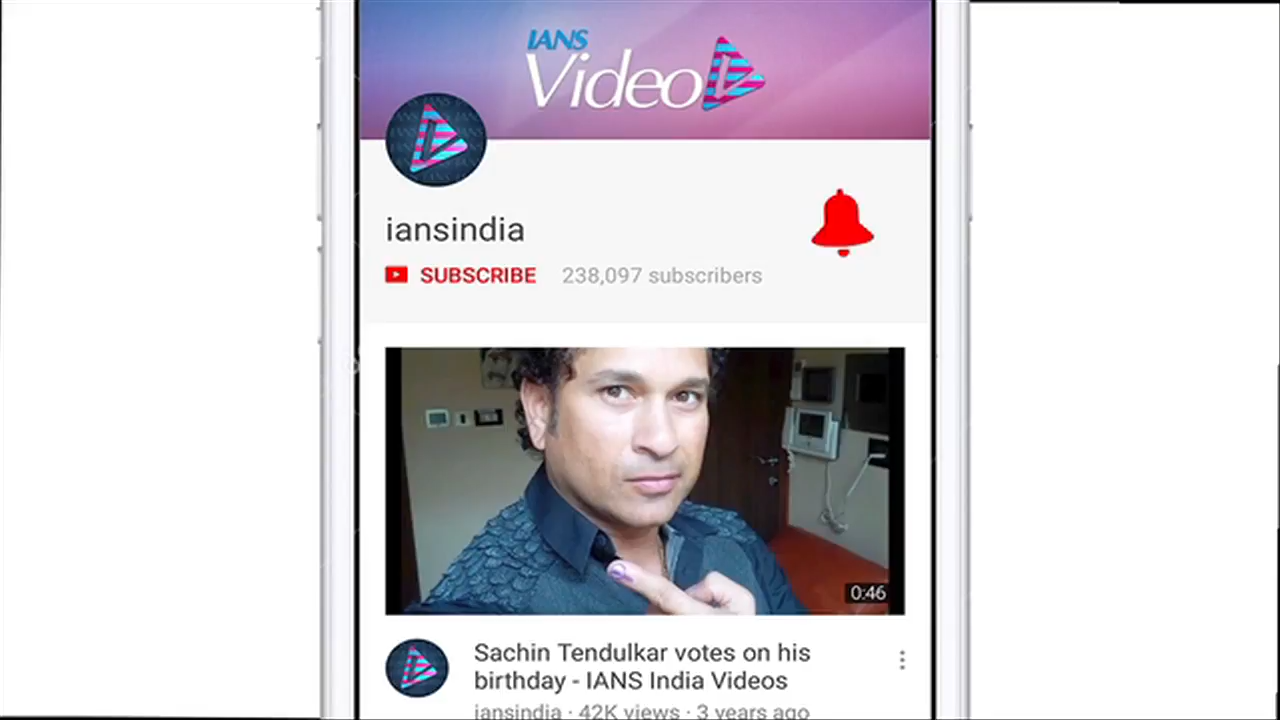 IANS
Video
iansindia
SUBSCRIBE 238,097 subscribers
0:46
Sachin Tendulkar votes on his
birthday - IANS India Videos
iansindia · 42K views · 3 years ago